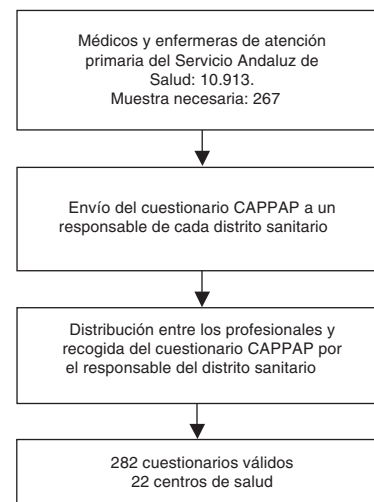 Médicos y enfermeras de atención
primaria del Servicio Andaluz de
Salud: 10.913.
Muestra necesaria: 267
Envío del cuestionario CAPPAP a un
responsable de cada distrito sanitario
Distribución entre los profesionales y
recogida del cuestionario CAPPAP por
el responsable del distrito sanitario
282 cuestionarios válidos
22 centros de salud